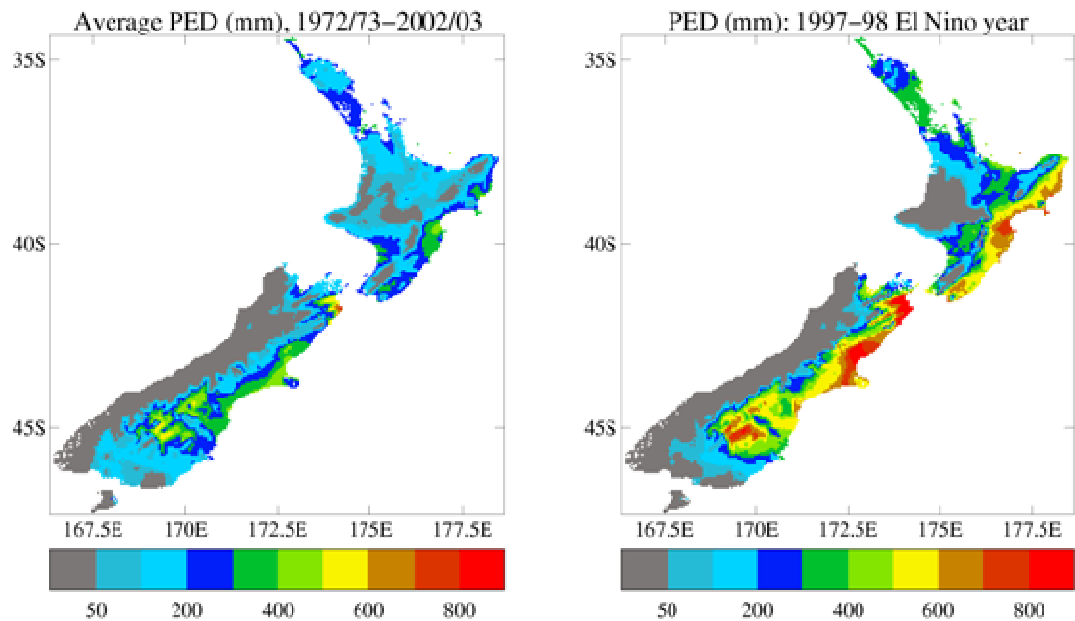 Average PED (mm), 1972/73−2002/03
35S
40S
45S
167.5E 170E 172.5E 175E 177.5E
50 200 400 600 800
PED (mm): 1997−98 El Nino year
35S
40S
45S
167.5E 170E 172.5E 175E 177.5E
50 200 400 600 800